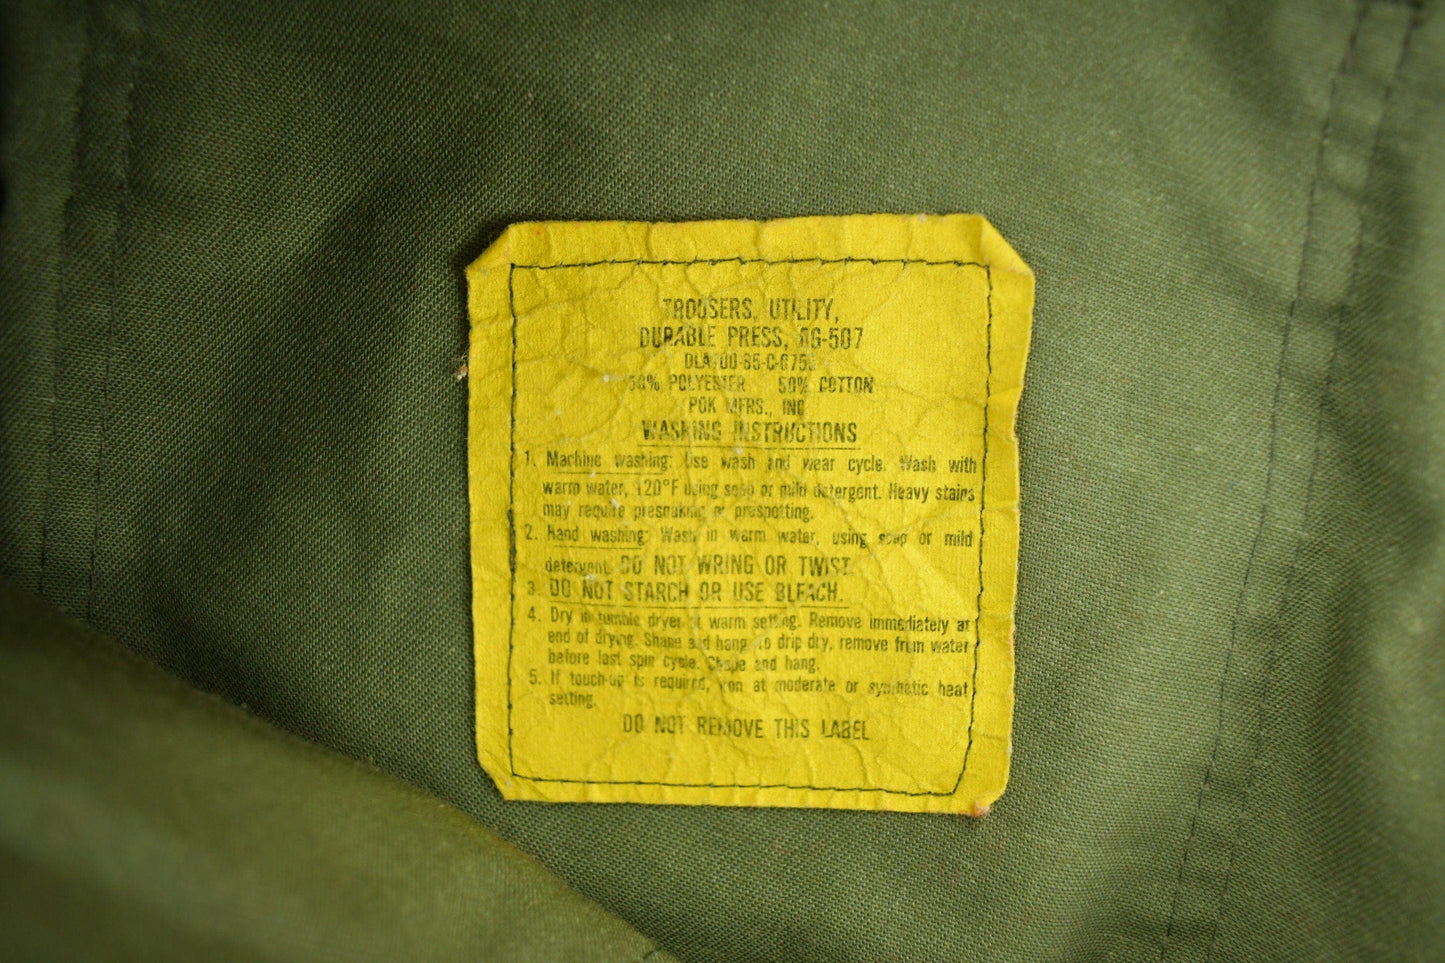 TROUSERS, UTILITY,
DURABLE PRESS, OG-507
50% POLYESTER 50% COTTON
POK MFRS., INC
WASHING INSTRUCTIONS
1. Machine washing: Use wash and wear cycle. Wash with
warm water, 120°F using soap or mild detergent. Heavy stains
may require presoaking or prespotting.
2. Hand washing: Wash in warm water, using soap or mild
detergent. DO NOT WRING OR TWIST.
3. DO NOT STARCH OR USE BLEACH.
4. Dry in tumble dryer at warm setting. Remove immediately at
end of drying. Shape and hang. To drip dry, remove from water
before last spin cycle. Shape and hang.
5. If touch-up is required, iron at moderate or synthetic heat
setting.
DO NOT REMOVE THIS LABEL